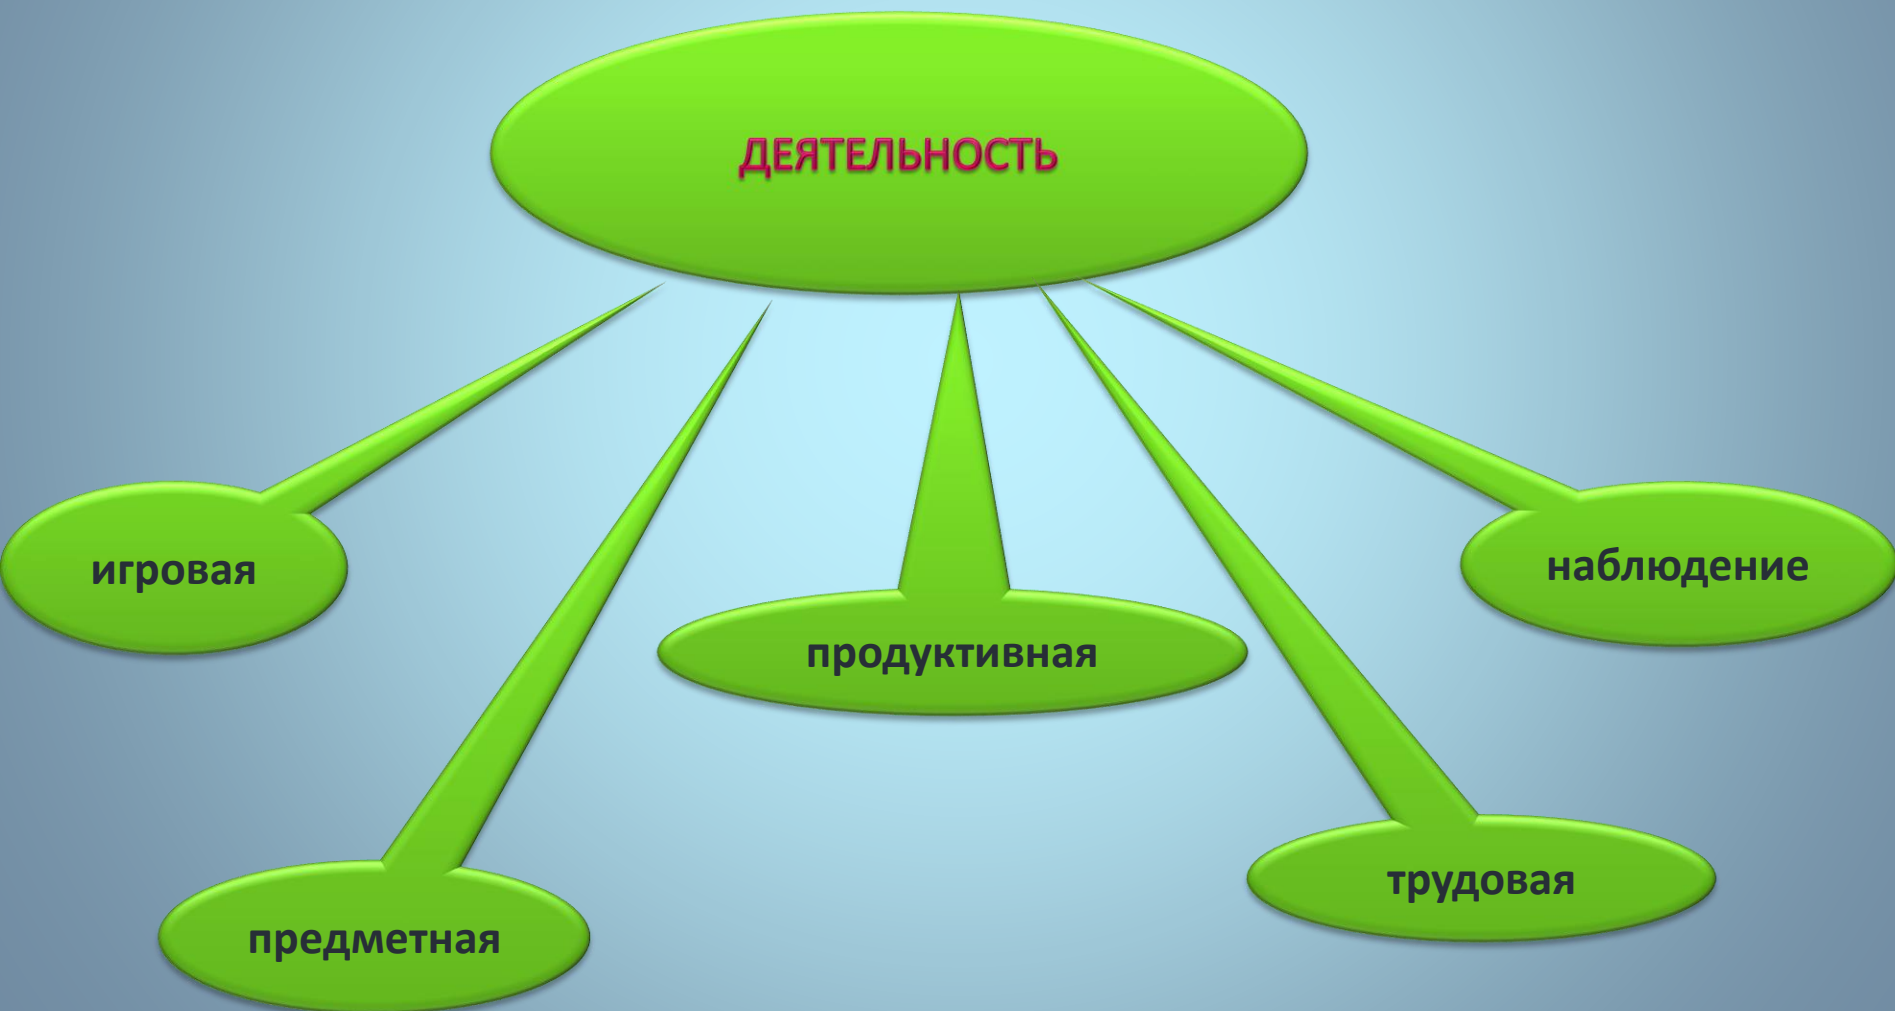 ДЕЯТЕЛЬНОСТЬ
игровая
наблюдение
продуктивная
трудовая
предметная